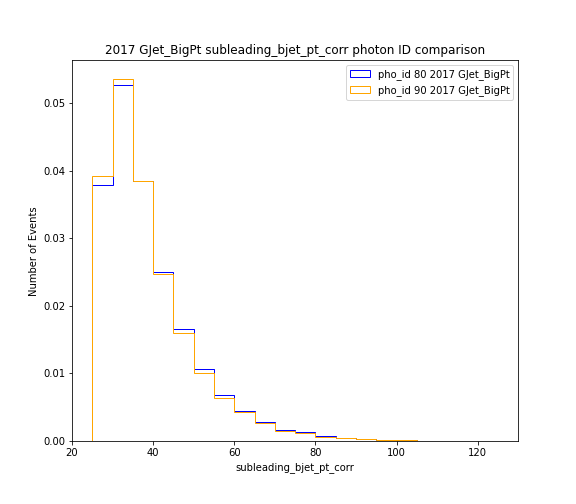 2017 GJet_BigPt subleading_bjet_pt_corr photon ID comparison
pho_id 80 2017 GJet_BigPt
pho_id 90 2017 GJet_BigPt
Number of Events
0.05
0.04
0.03
0.02
0.01
0.00
20 40 60 80 100 120
subleading_bjet_pt_corr